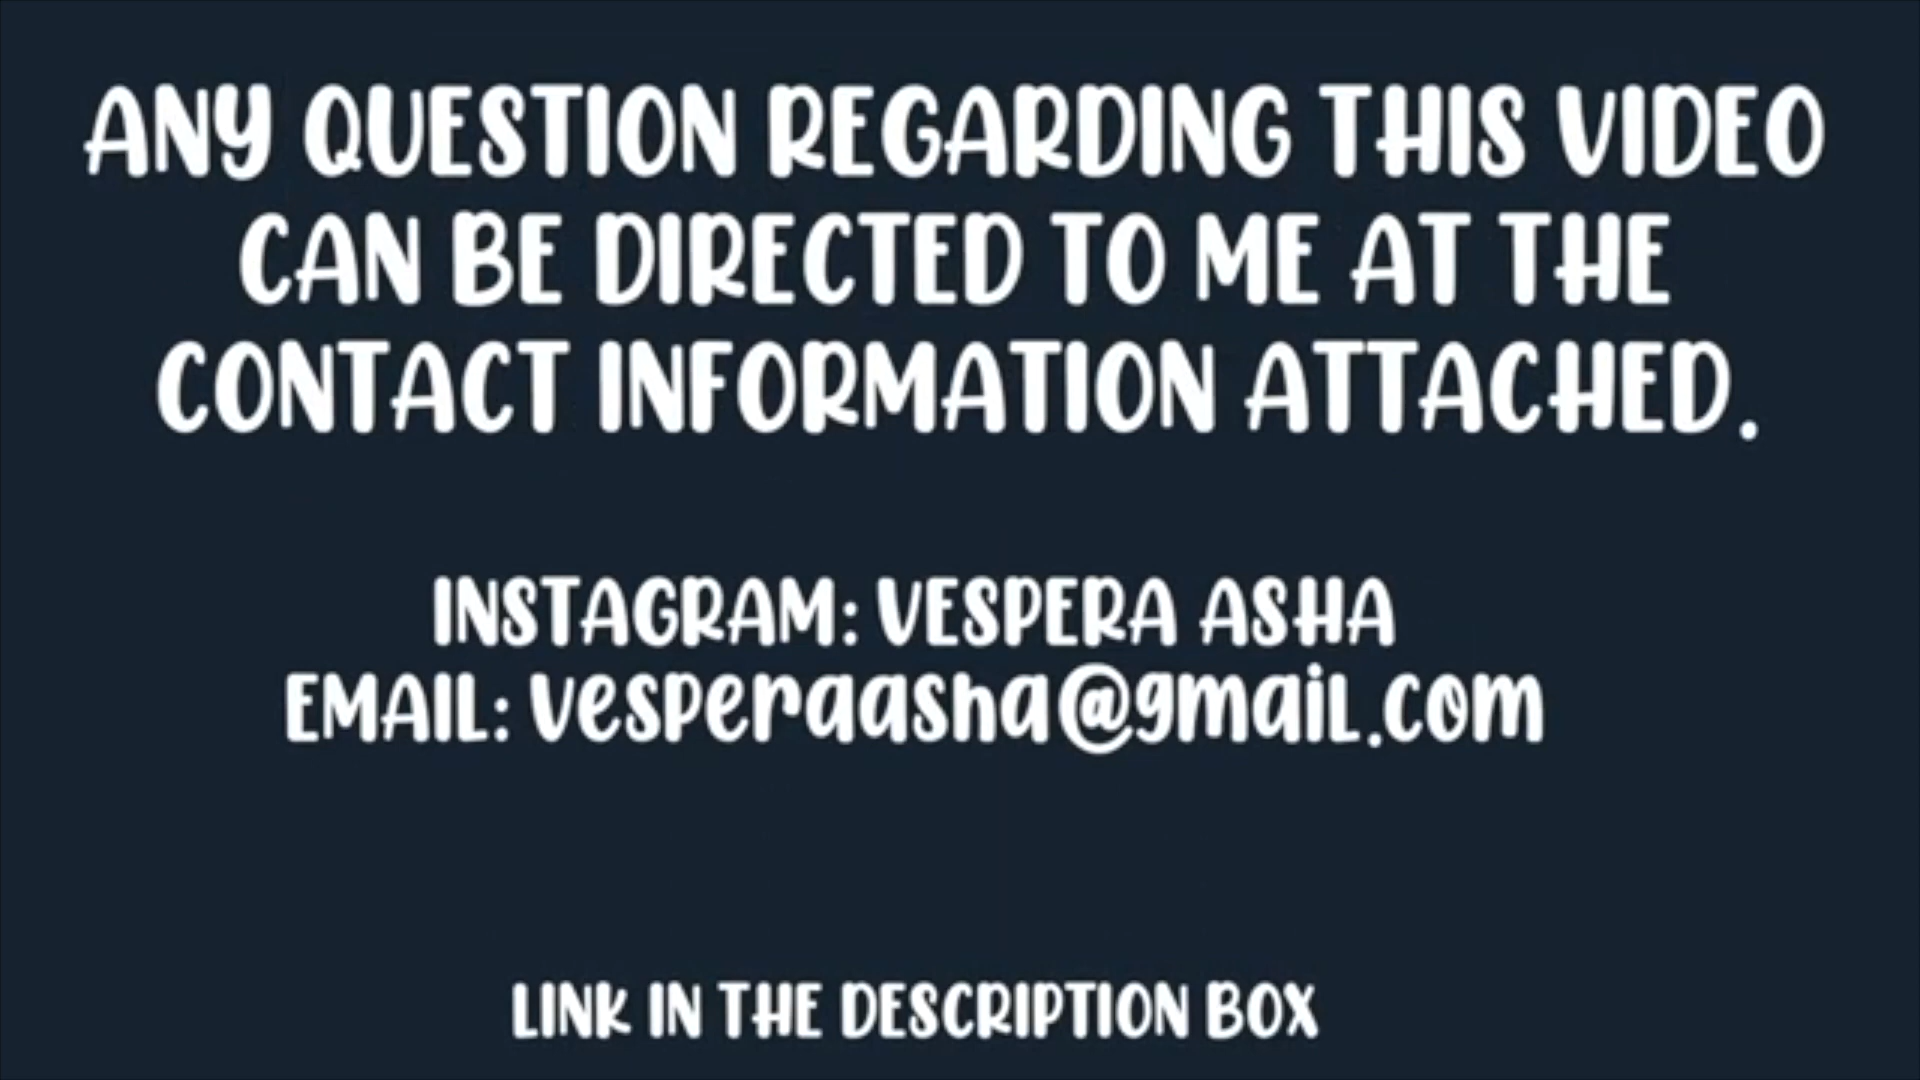 ANY QUESTION REGARDING THIS VIDEO
CAN BE DIRECTED TO ME AT THE
CONTACT INFORMATION ATTACHED.
INSTAGRAM: VESPERA ASHA
EMAIL: vesperaasha@gmail.com
LINK IN THE DESCRIPTION BOX